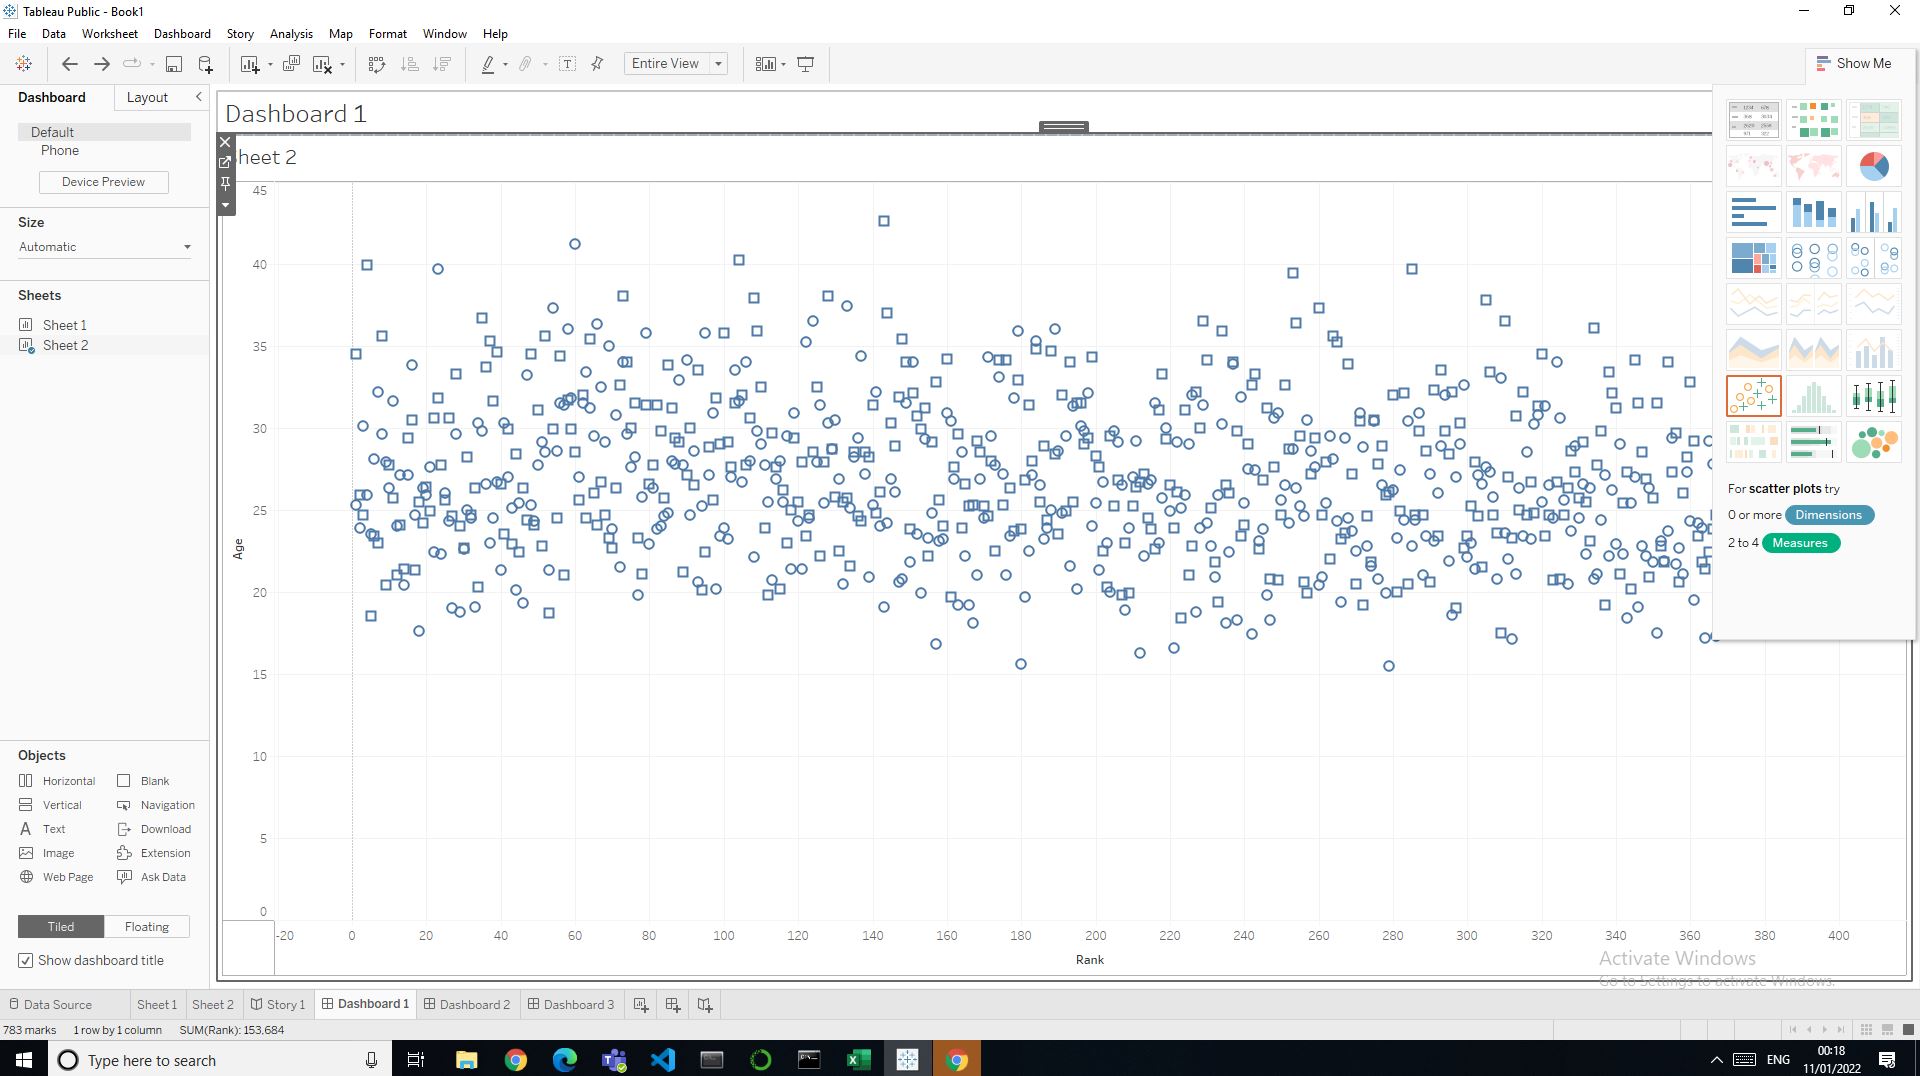 Tableau Public - Book1
File Data Worksheet Dashboard Story Analysis Map Format Window Help
Entire View
Show Me
Dashboard Layout
Default
Phone
Device Preview
Size
Automatic
Sheets
Sheet 1
Sheet 2
Objects
Horizontal Blank
Vertical Navigation
Text Download
Image Extension
Web Page Ask Data
Tiled Floating
Show dashboard title
Dashboard 1
heet 2
45
40
35
30
25
20
15
10
5
0
Age
-20 0 20 40 60 80 100 120 140 160 180 200 220 240 260 280 300 320 340 360 380 400
Rank
For scatter plots try
0 or more Dimensions
2 to 4 Measures
Activate Windows
Go to Settings to activate Windows.
Data Source Sheet 1 Sheet 2 Story 1 Dashboard 1 Dashboard 2 Dashboard 3
783 marks 1 row by 1 column SUM(Rank): 153,684
Type here to search
ENG
00:18
11/01/2022